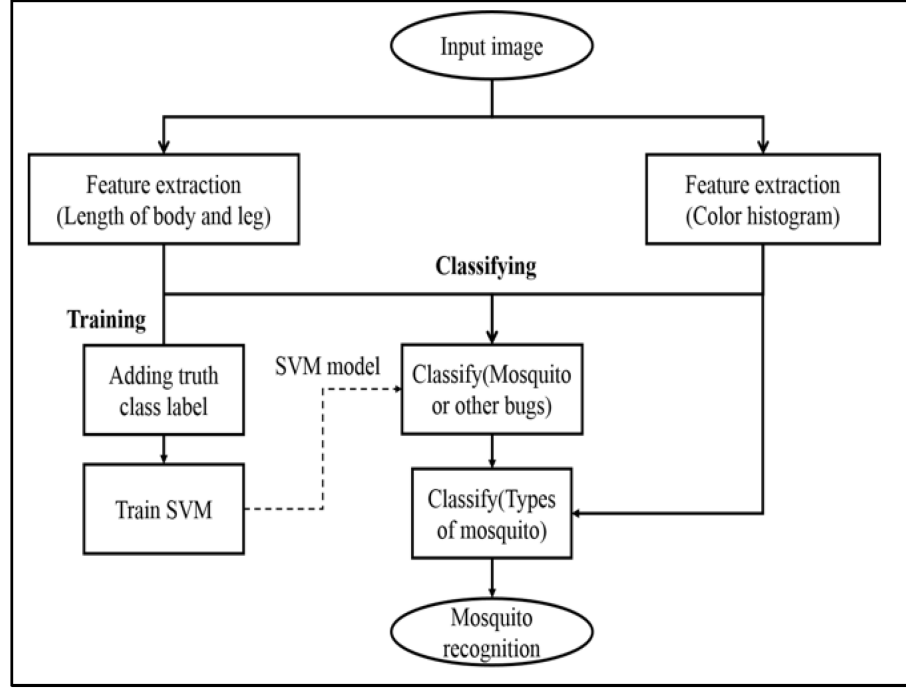 Input image
Feature extraction
(Length of body and leg)
Feature extraction
(Color histogram)
Classifying
Training
Adding truth
class label
SVM model
Classify(Mosquito
or other bugs)
Train SVM
Classify(Types
of mosquito)
Mosquito
recognition